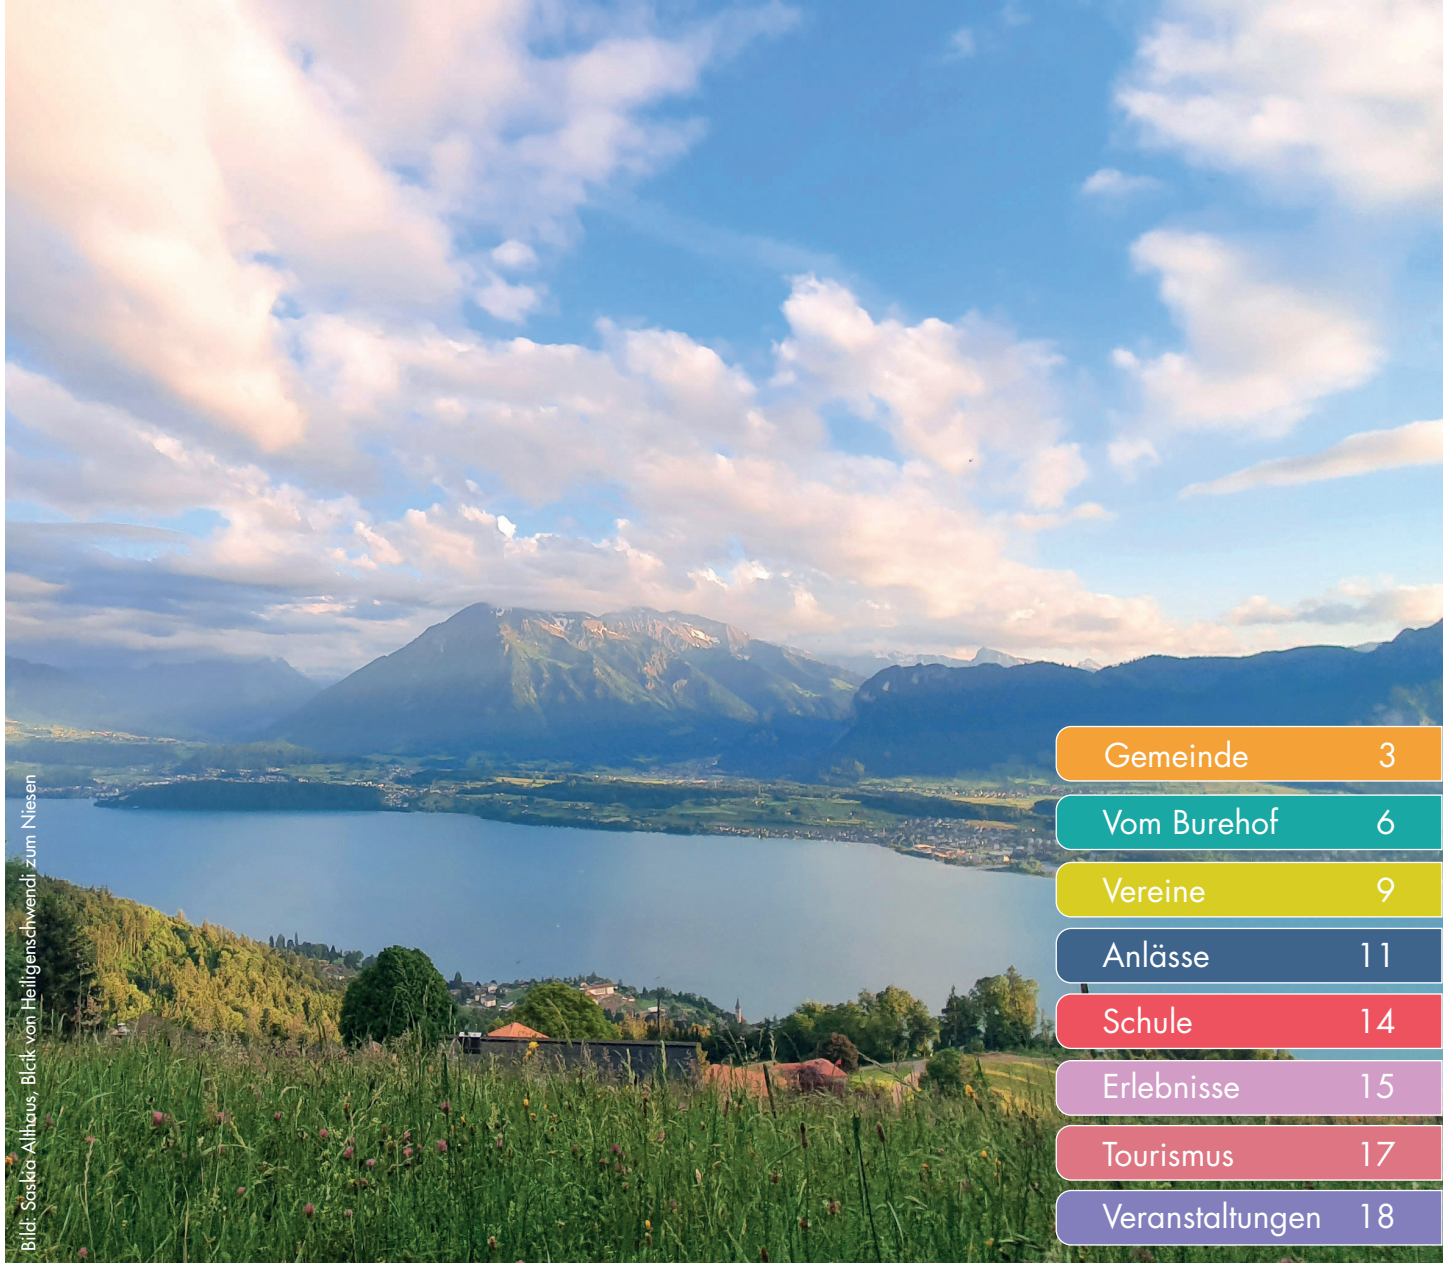 Gemeinde 3
Vom Burehof 6
Vereine 9
Anlässe 11
Schule 14
Erlebnisse 15
Tourismus 17
Veranstaltungen 18
Bild: Saskia Althaus, Blcik von Heiligenschwendi zum Niesen